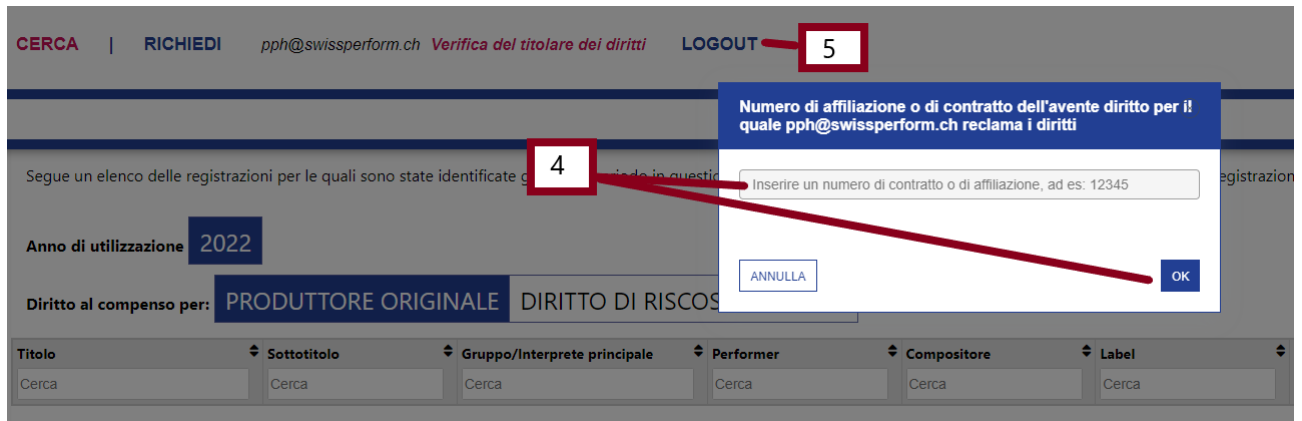 CERCA | RICHIEDI pph@swissperform.ch Verifica del titolare dei diritti LOGOUT 5
Numero di affiliazione o di contratto dell'avente diritto per il
quale pph@swissperform.ch reclama i diritti
4
Segue un elenco delle registrazioni per le quali sono state identificate in questio egistrazion
Inserire un numero di contratto o di affiliazione, ad es: 12345
Anno di utilizzazione 2022
ANNULLA OK
Diritto al compenso per: PRODUTTORE ORIGINALE DIRITTO DI RISCOS
Titolo Sottotitolo Gruppo/Interprete principale Performer Compositore Label
Cerca Cerca Cerca Cerca Cerca Cerca